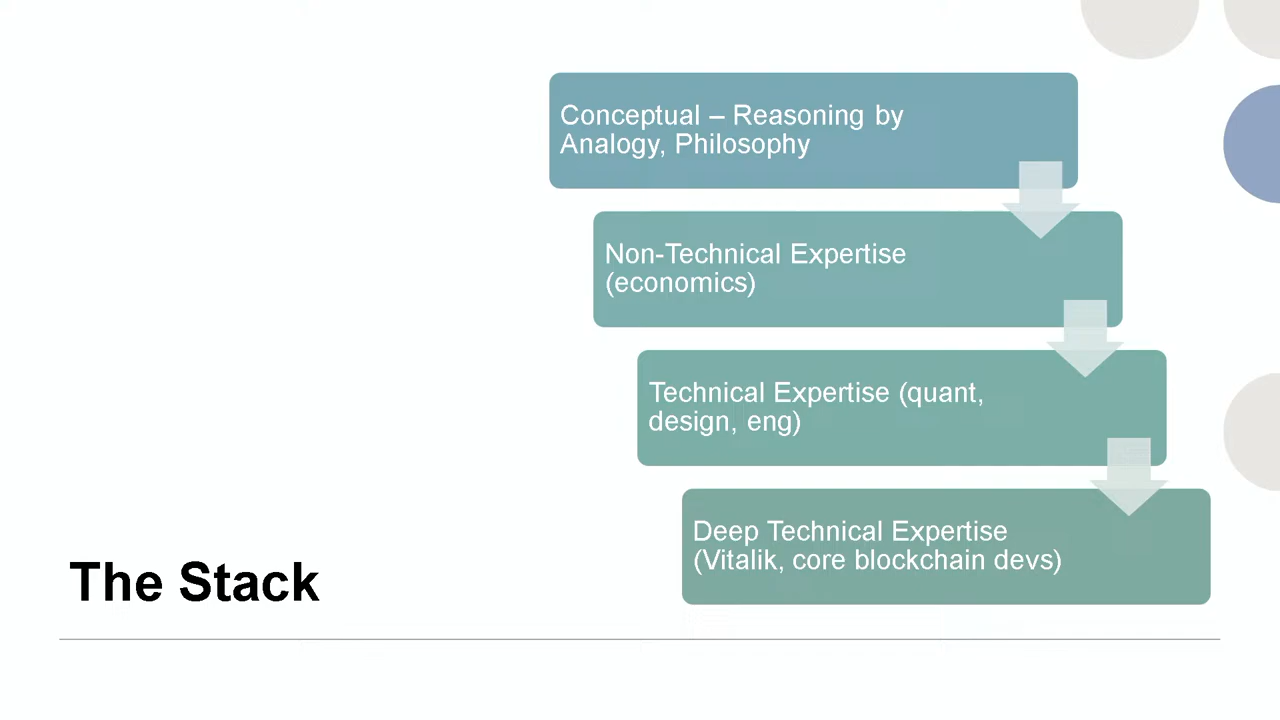 Conceptual – Reasoning by
Analogy, Philosophy
Non-Technical Expertise
(economics)
Technical Expertise (quant,
design, eng)
Deep Technical Expertise
(Vitalik, core blockchain devs)
The Stack